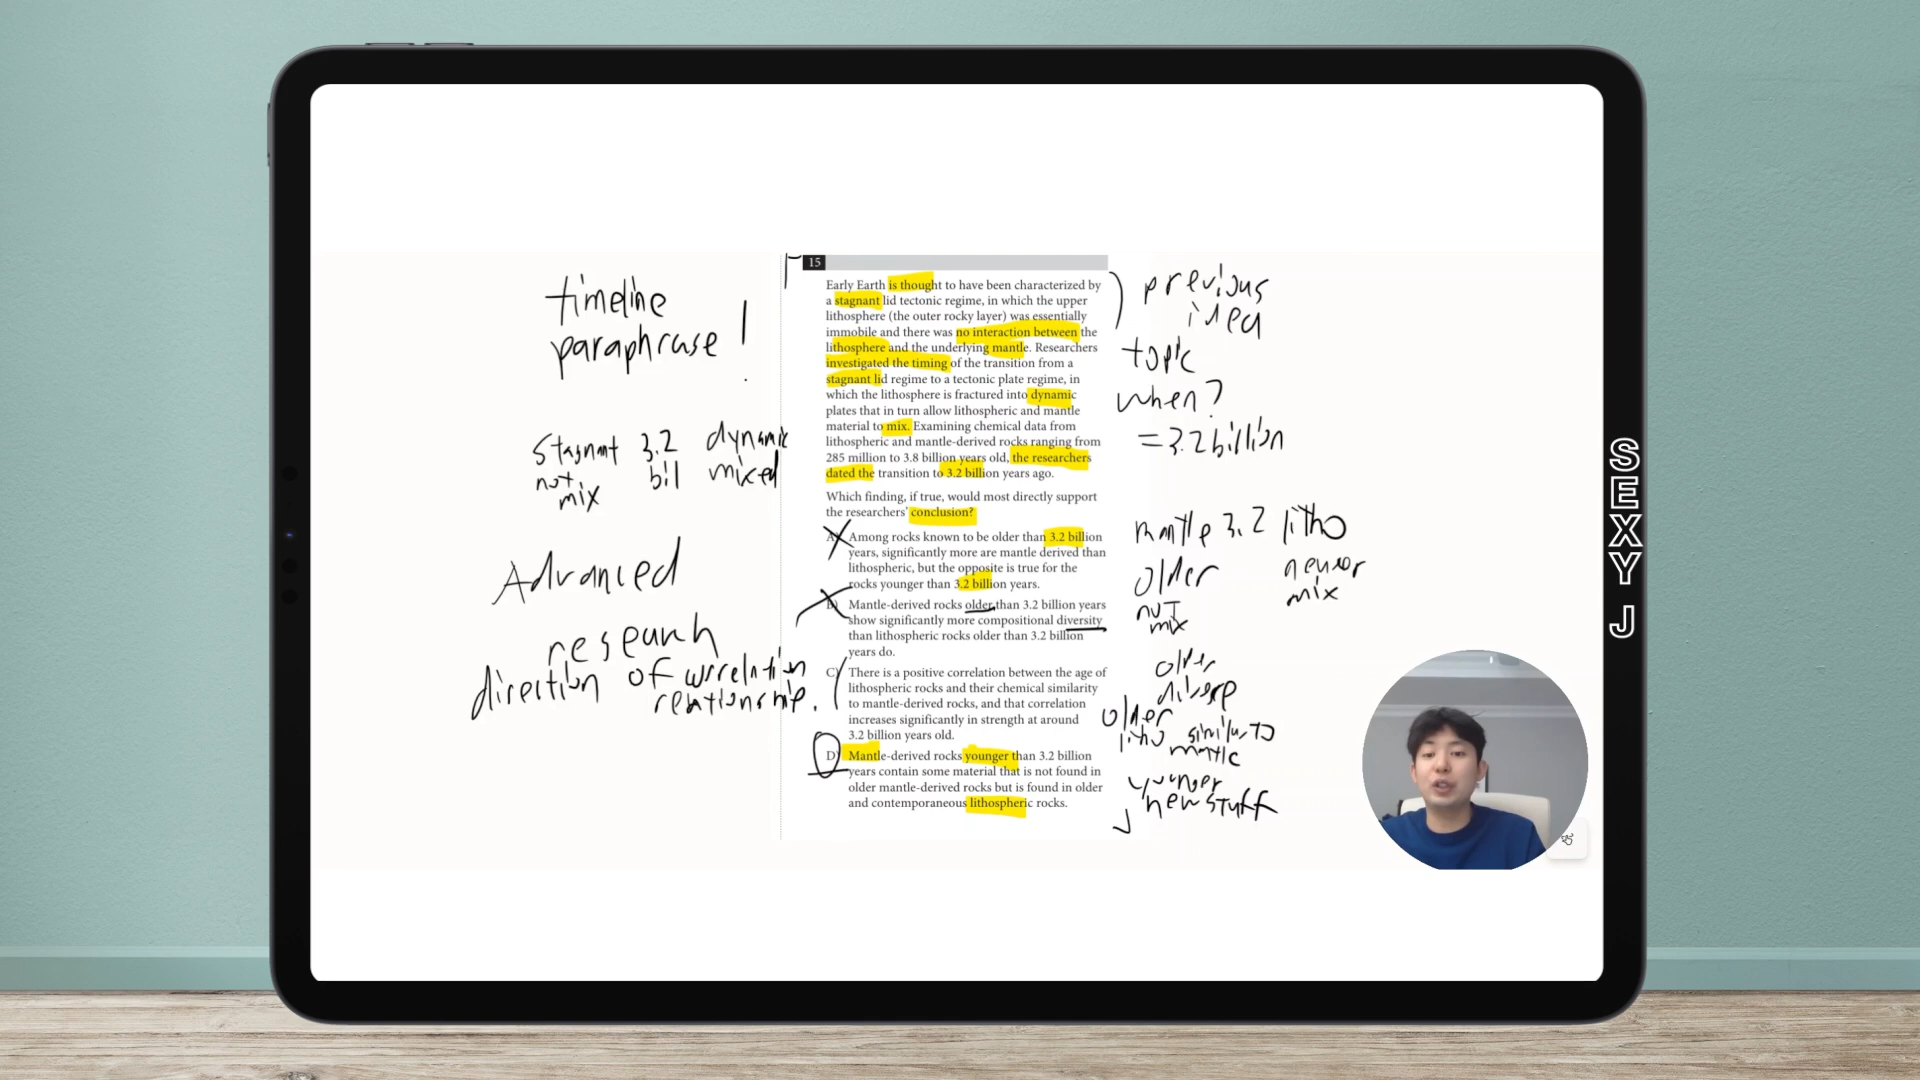 timeline
paraphrase!
stagnant 3.2 dynamic
not bil mixed
mix
Advanced
research
direction of correlation
relationship.
15
Early Earth is thought to have been characterized by
a stagnant lid tectonic regime, in which the upper
lithosphere (the outer rocky layer) was essentially
immobile and there was no interaction between the
lithosphere and the underlying mantle. Researchers
investigated the timing of the transition from a
stagnant lid regime to a tectonic plate regime, in
which the lithosphere is fractured into dynamic
plates that in turn allow lithospheric and mantle
material to mix. Examining chemical data from
lithospheric and mantle-derived rocks ranging from
285 million to 3.8 billion years old, the researchers
dated the transition to 3.2 billion years ago.
Which finding, if true, would most directly support
the researchers' conclusion?
A) Among rocks known to be older than 3.2 billion
years, significantly more are mantle derived than
lithospheric, but the opposite is true for the
rocks younger than 3.2 billion years.
B) Mantle-derived rocks older than 3.2 billion years
show significantly more compositional diversity
than lithospheric rocks older than 3.2 billion
years do.
C) There is a positive correlation between the age of
lithospheric rocks and their chemical similarity
to mantle-derived rocks, and that correlation
increases significantly in strength at around
3.2 billion years old.
D) Mantle-derived rocks younger than 3.2 billion
years contain some material that is not found in
older mantle-derived rocks but is found in older
and contemporaneous lithospheric rocks.
previous
idea
topic
when?
=3.2 billion
mantle 3.2 litho
older newer
not mix
mix
older
diverse
older
litho similar to
mantle
younger
new stuff
SEXY J